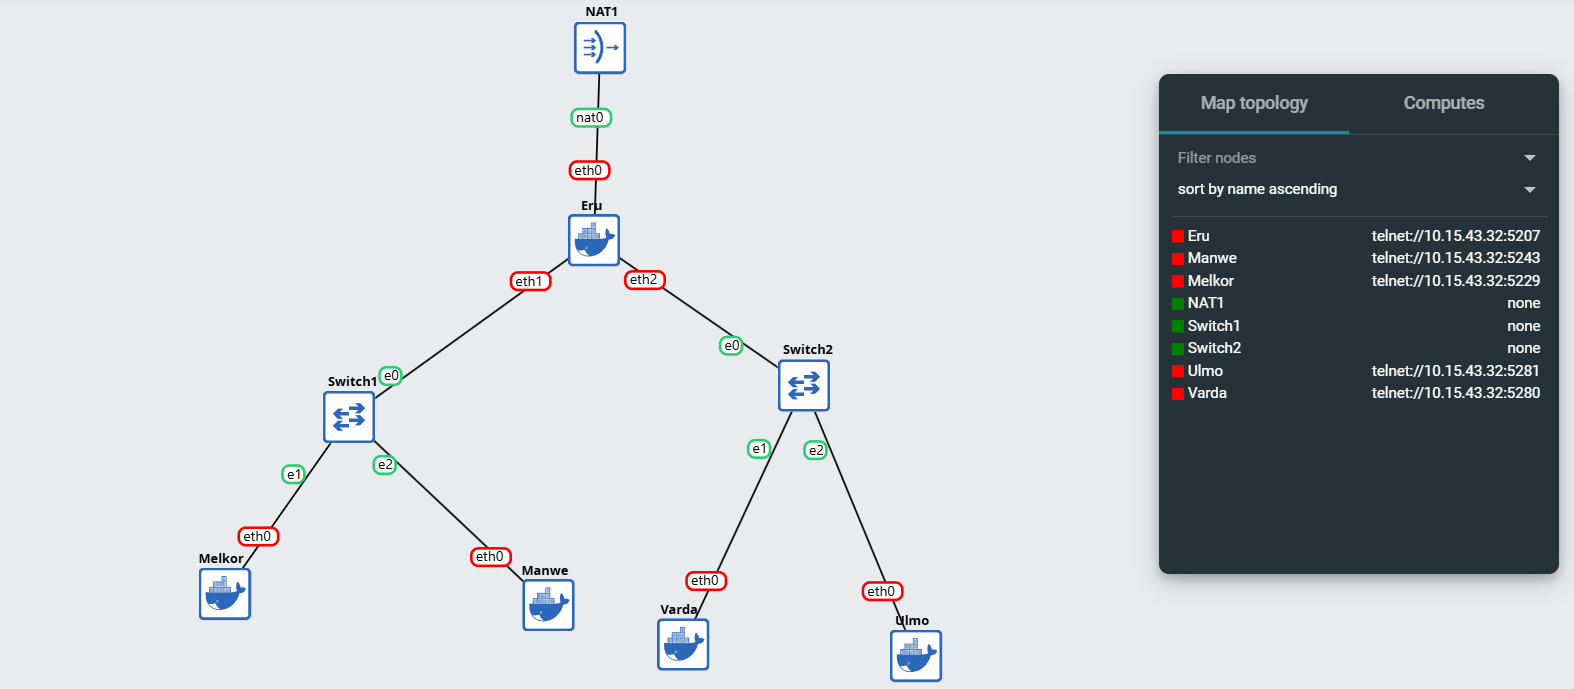 NAT1
nat0
eth0
Eru
eth1
eth2
e0
Switch2
e0
Switch1
e1
e2
e1
e2
eth0
Melkor
eth0
Manwe
eth0
Varda
eth0
Ulmo
Map topology
Computes
Filter nodes
sort by name ascending
Eru telnet://10.15.43.32:5207
Manwe telnet://10.15.43.32:5243
Melkor telnet://10.15.43.32:5229
NAT1 none
Switch1 none
Switch2 none
Ulmo telnet://10.15.43.32:5281
Varda telnet://10.15.43.32:5280